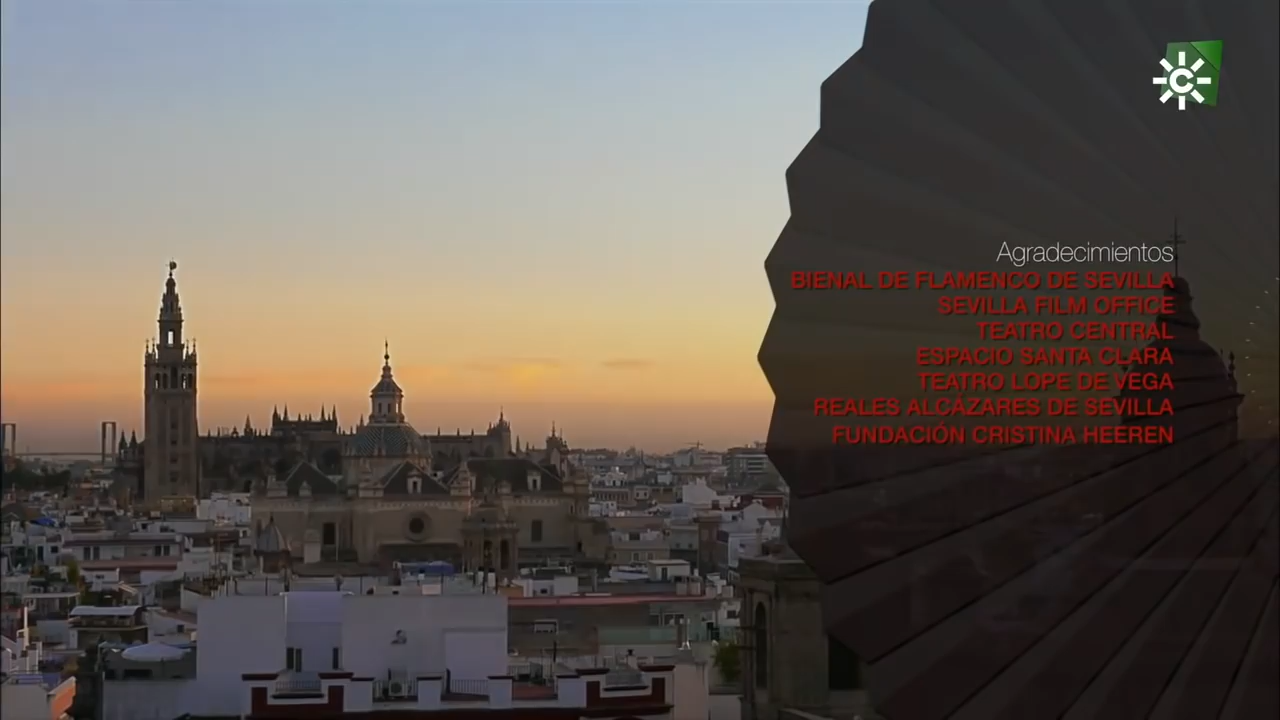 Agradecimientos
BIENAL DE FLAMENCO DE SEVILLA
SEVILLA FILM OFFICE
TEATRO CENTRAL
ESPACIO SANTA CLARA
TEATRO LOPE DE VEGA
REALES ALCÁZARES DE SEVILLA
FUNDACIÓN CRISTINA HEEREN